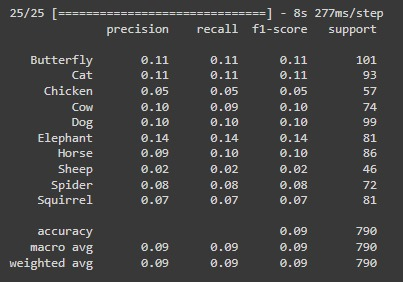 25/25 [==============================] - 8s 277ms/step
precision recall f1-score support
Butterfly 0.11 0.11 0.11 101
Cat 0.11 0.11 0.11 93
Chicken 0.05 0.05 0.05 57
Cow 0.10 0.09 0.10 74
Dog 0.10 0.10 0.10 99
Elephant 0.14 0.14 0.14 81
Horse 0.09 0.10 0.10 86
Sheep 0.02 0.02 0.02 46
Spider 0.08 0.08 0.08 72
Squirrel 0.07 0.07 0.07 81
accuracy 0.09 790
macro avg 0.09 0.09 0.09 790
weighted avg 0.09 0.09 0.09 790